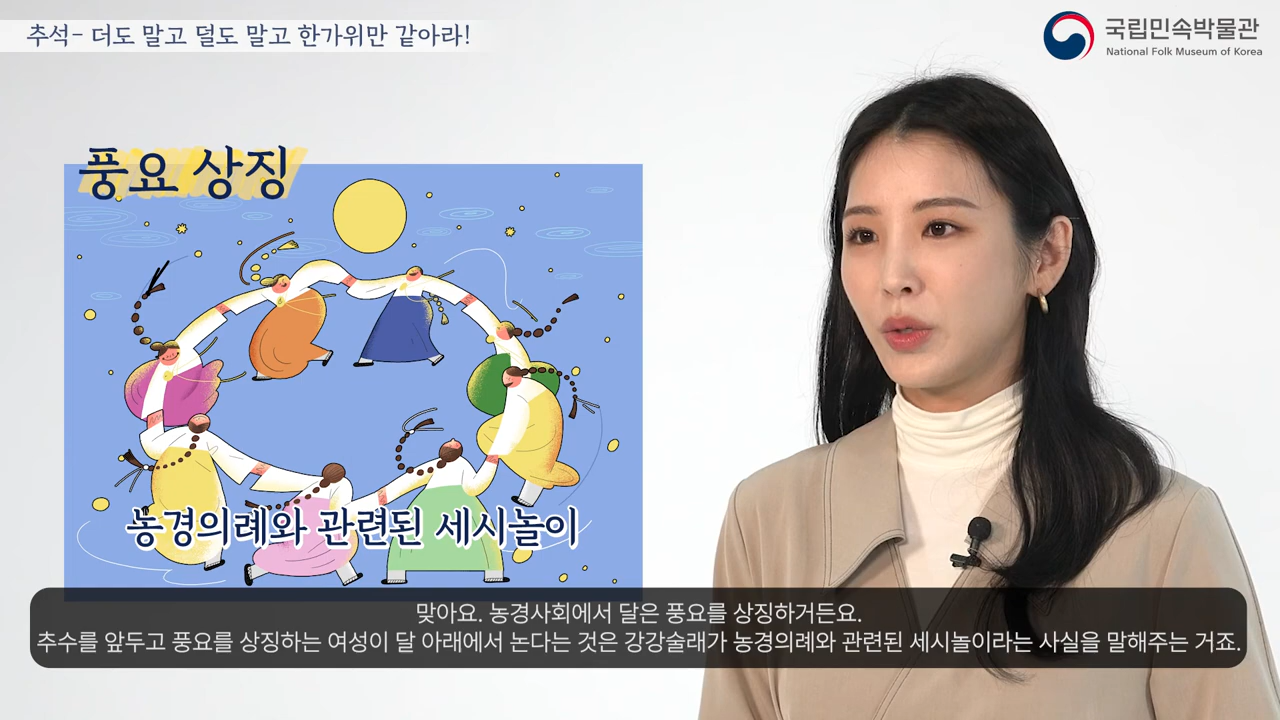 추석- 더도 말고 덜도 말고 한가위만 같아라!
국립민속박물관
National Folk Museum of Korea
풍요 상징
농경의례와 관련된 세시놀이
맞아요. 농경사회에서 달은 풍요를 상징하거든요.
추수를 앞두고 풍요를 상징하는 여성이 달 아래에서 논다는 것은 강강술래가 농경의례와 관련된 세시놀이라는 사실을 말해주는 거죠.